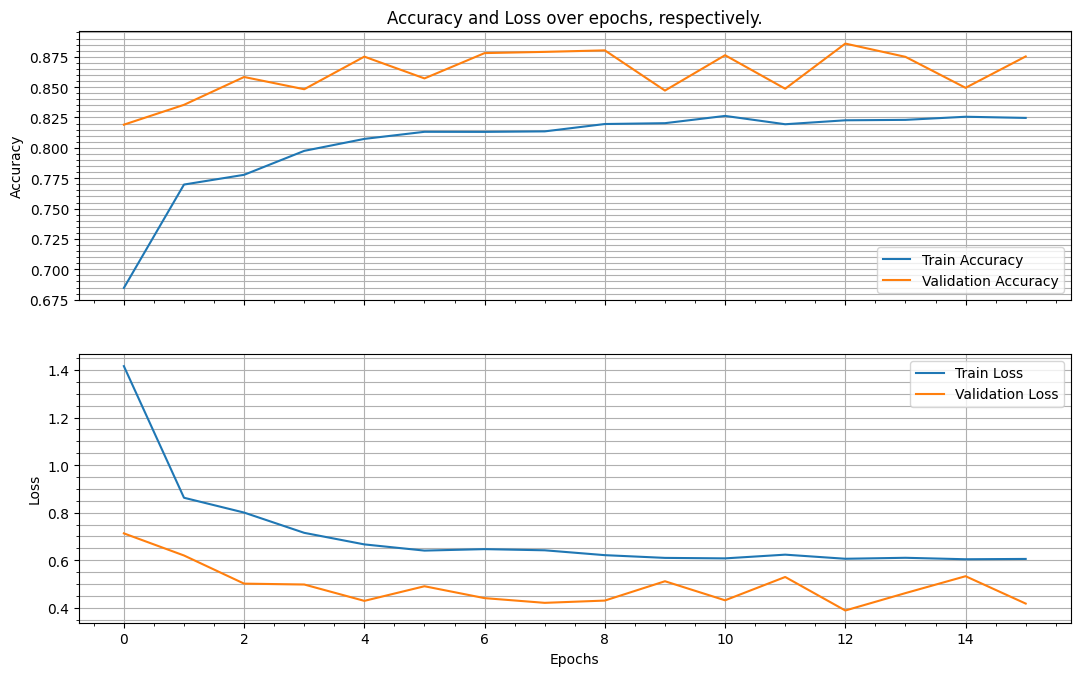 Accuracy and Loss over epochs, respectively.
0.875
0.850
0.825
0.800
0.775
0.750
0.725
0.700
0.675
Accuracy
Train Accuracy
Validation Accuracy
1.4
1.2
1.0
0.8
0.6
0.4
Loss
Train Loss
Validation Loss
0 2 4 6 8 10 12 14
Epochs